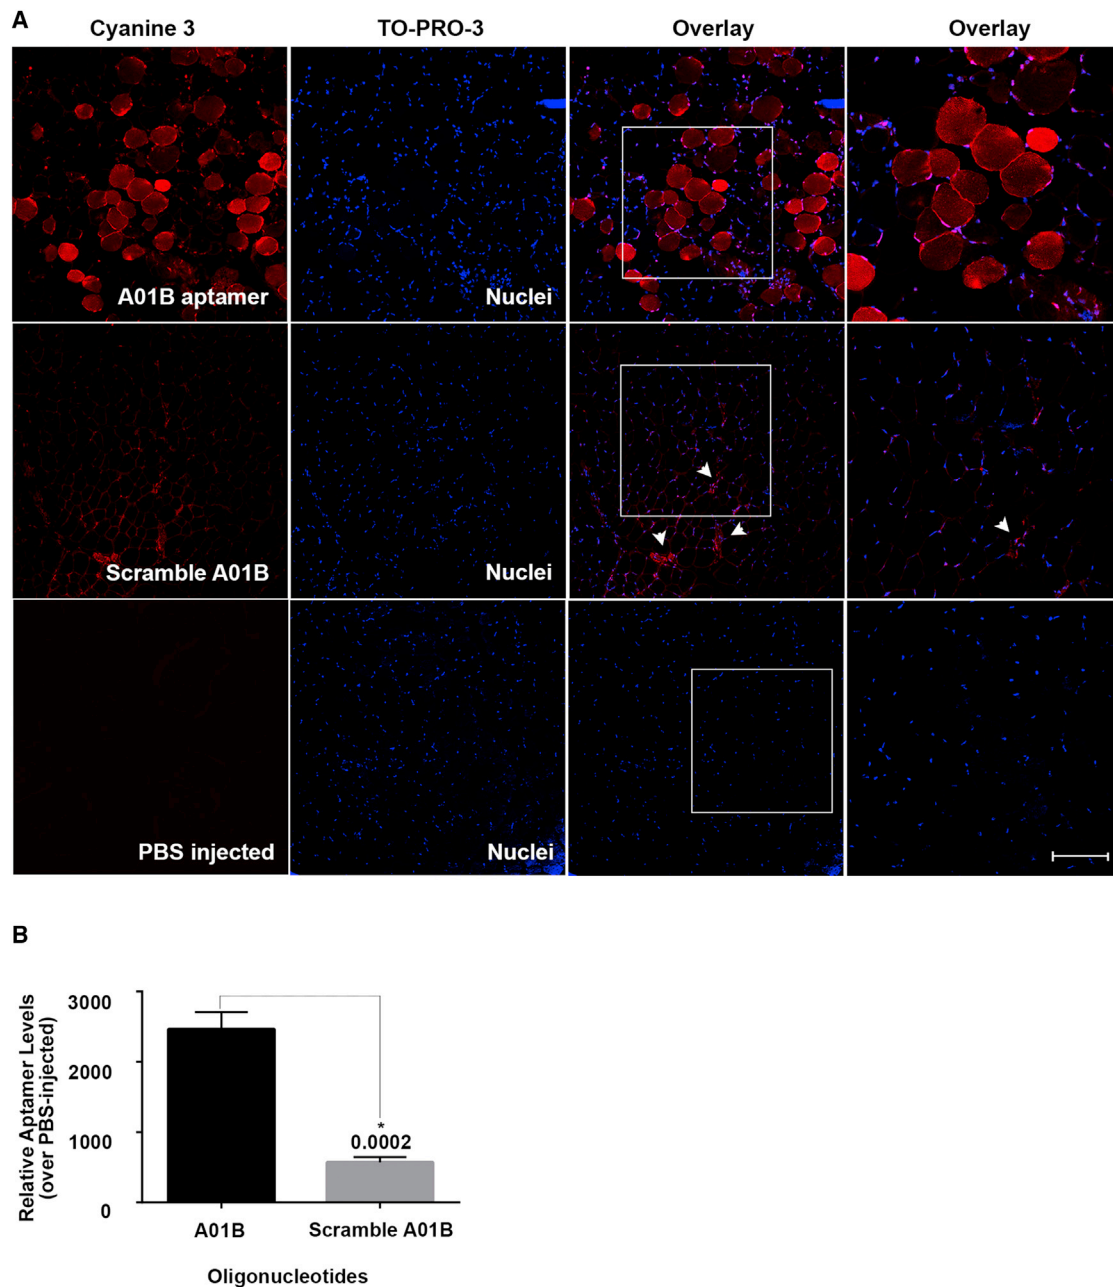 A
Cyanine 3 TO-PRO-3 Overlay Overlay
A01B aptamer Nuclei
Scramble A01B Nuclei
PBS injected Nuclei
B
Relative Aptamer Levels
(over PBS-injected)
3000
2000
1000
0
*
0.0002
A01B Scramble A01B
Oligonucleotides